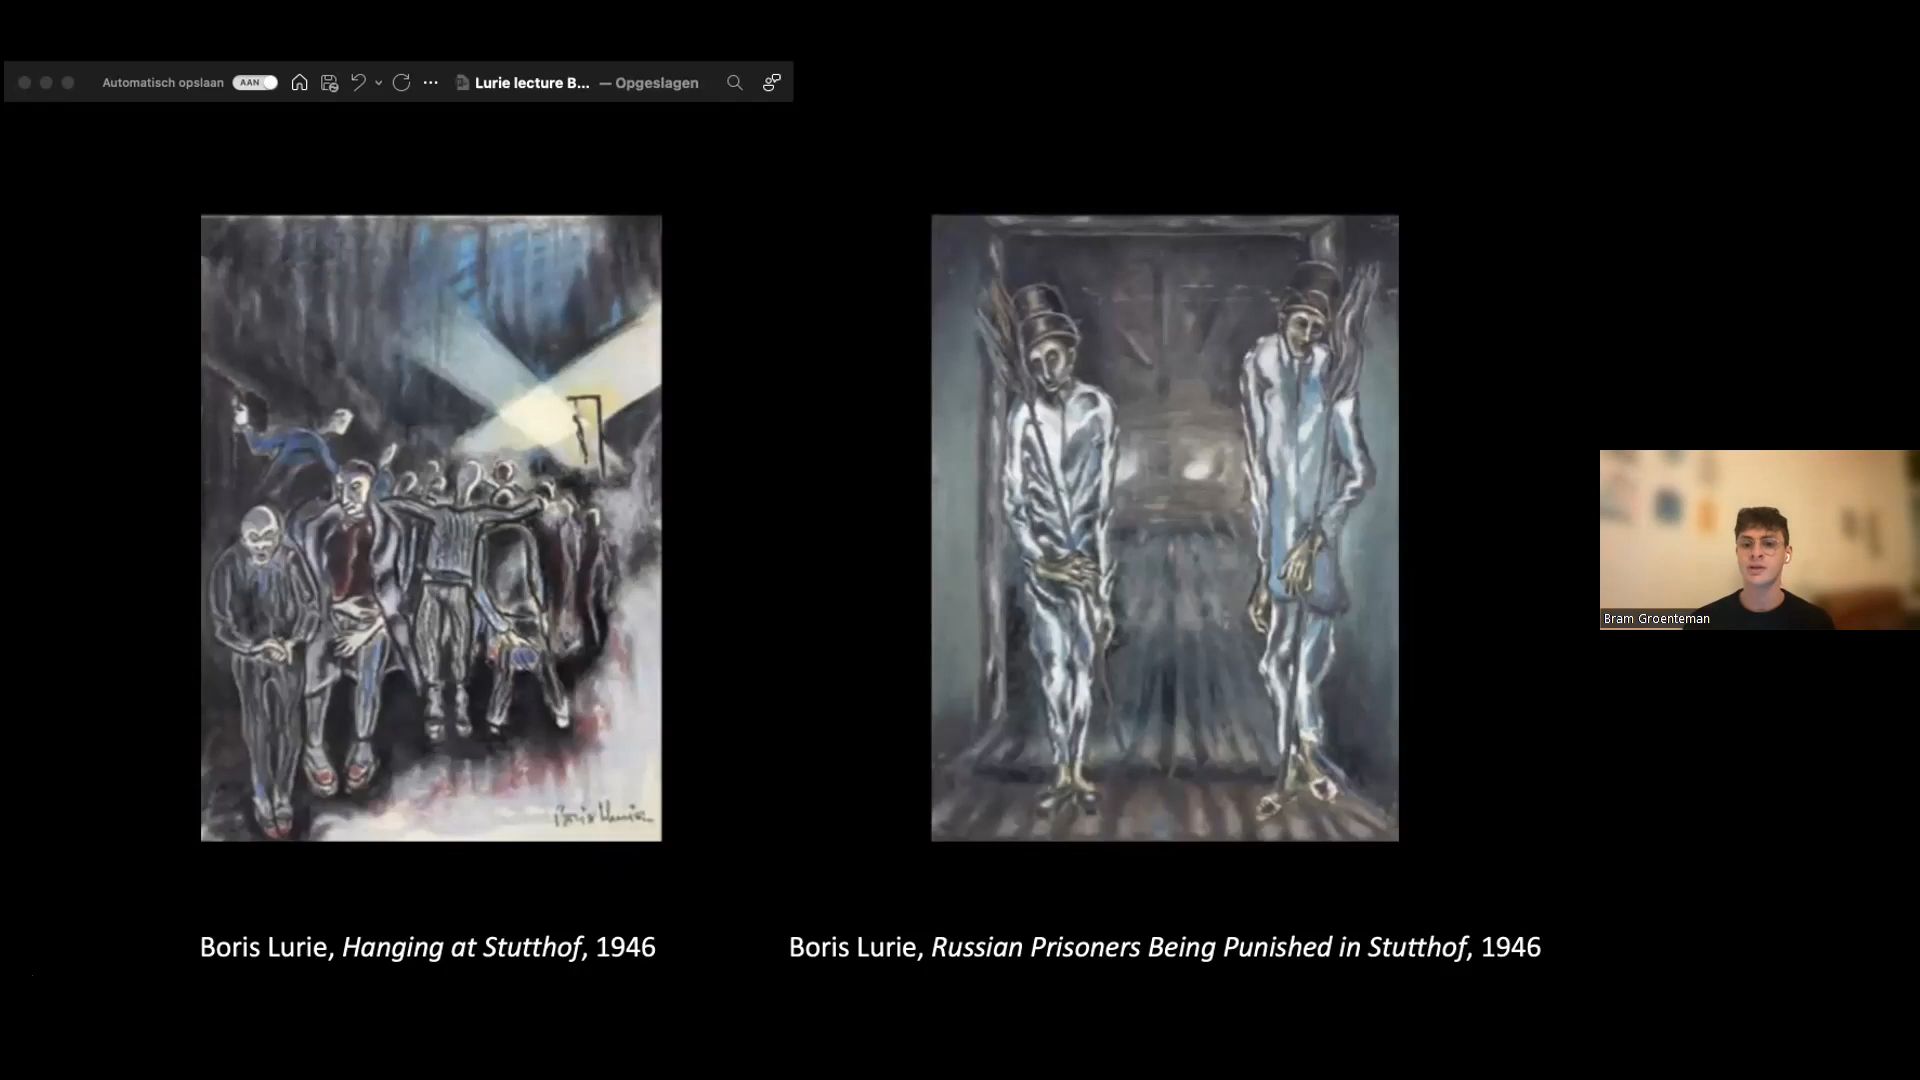 Automatisch opslaan AAN Lurie lecture B... — Opgeslagen
Boris Lurie
Bram Groenteman
Boris Lurie, Hanging at Stutthof, 1946
Boris Lurie, Russian Prisoners Being Punished in Stutthof, 1946